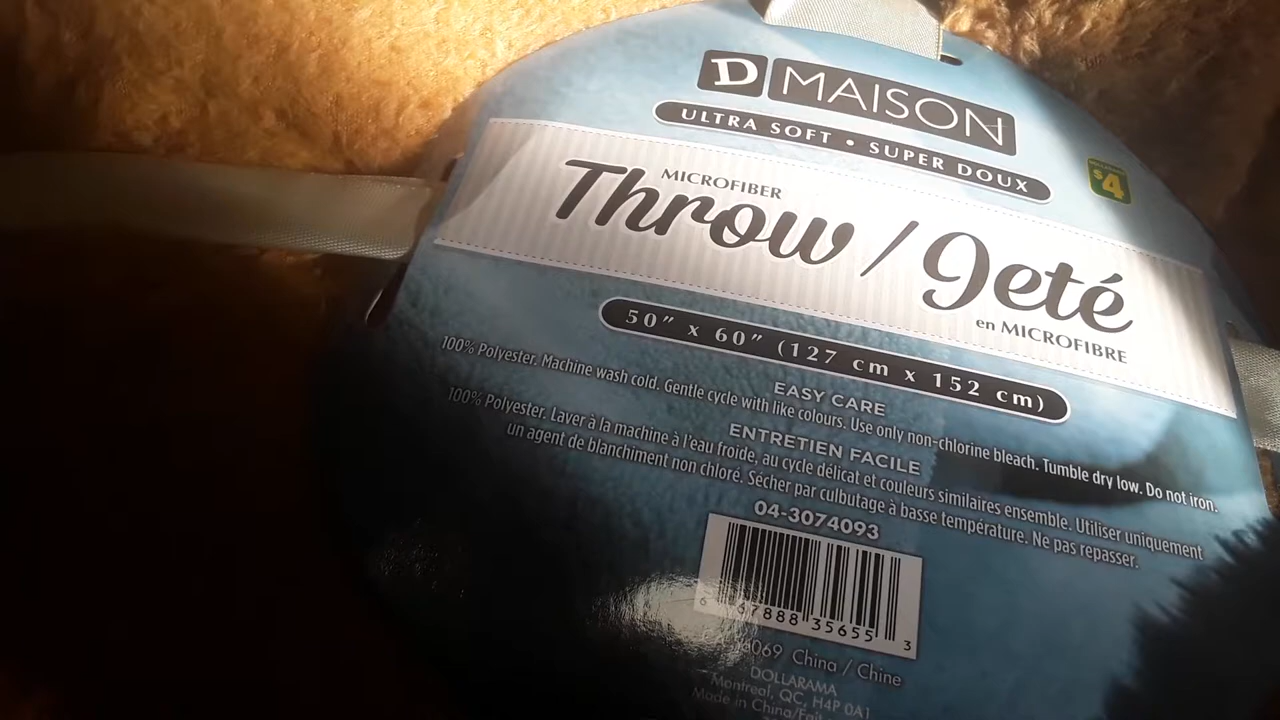 D MAISON
ULTRA SOFT • SUPER DOUX
$4
MICROFIBER
Throw / Jeté
en MICROFIBRE
50" x 60" (127 cm x 152 cm)
EASY CARE
100% Polyester. Machine wash cold. Gentle cycle with like colours. Use only non-chlorine bleach. Tumble dry low. Do not iron.
ENTRETIEN FACILE
100% Polyester. Laver à la machine à l'eau froide, au cycle délicat et couleurs similaires ensemble. Utiliser uniquement
un agent de blanchiment non chloré. Sécher par culbutage à basse température. Ne pas repasser.
04-3074093
6 67888 35655 3
China / Chine
DOLLARAMA
Montreal, QC, H4P 0A1
Made in China/